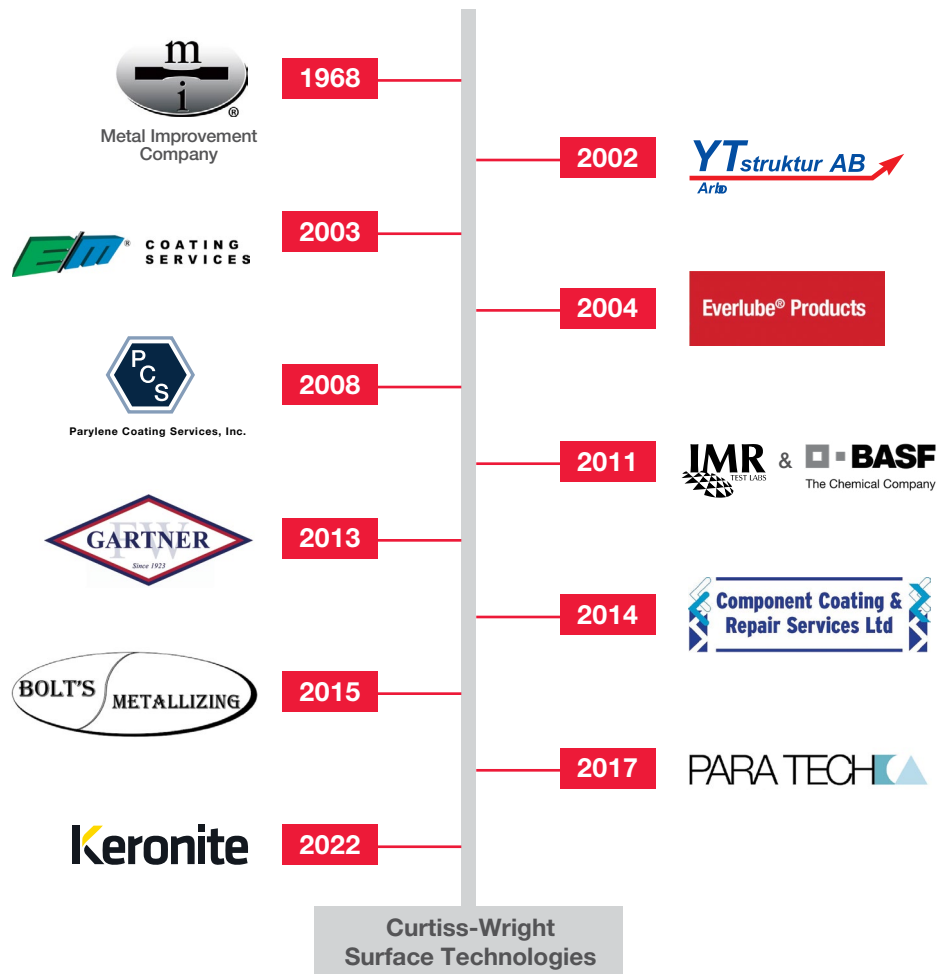 m
i
®
Metal Improvement
Company
1968
2002
YTstruktur AB
Arbo
E/M® COATING
SERVICES
2003
2004
Everlube® Products
P
C
S
Parylene Coating Services, Inc.
2008
2011
IMR
TEST LABS
&
BASF
The Chemical Company
FW
GARTNER
Since 1923
2013
2014
Component Coating &
Repair Services Ltd
BOLT'S
METALLIZING
2015
2017
PARA TECH
Keronite
2022
Curtiss-Wright
Surface Technologies